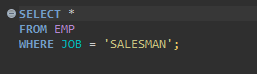 SELECT *
FROM EMP
WHERE JOB = 'SALESMAN';